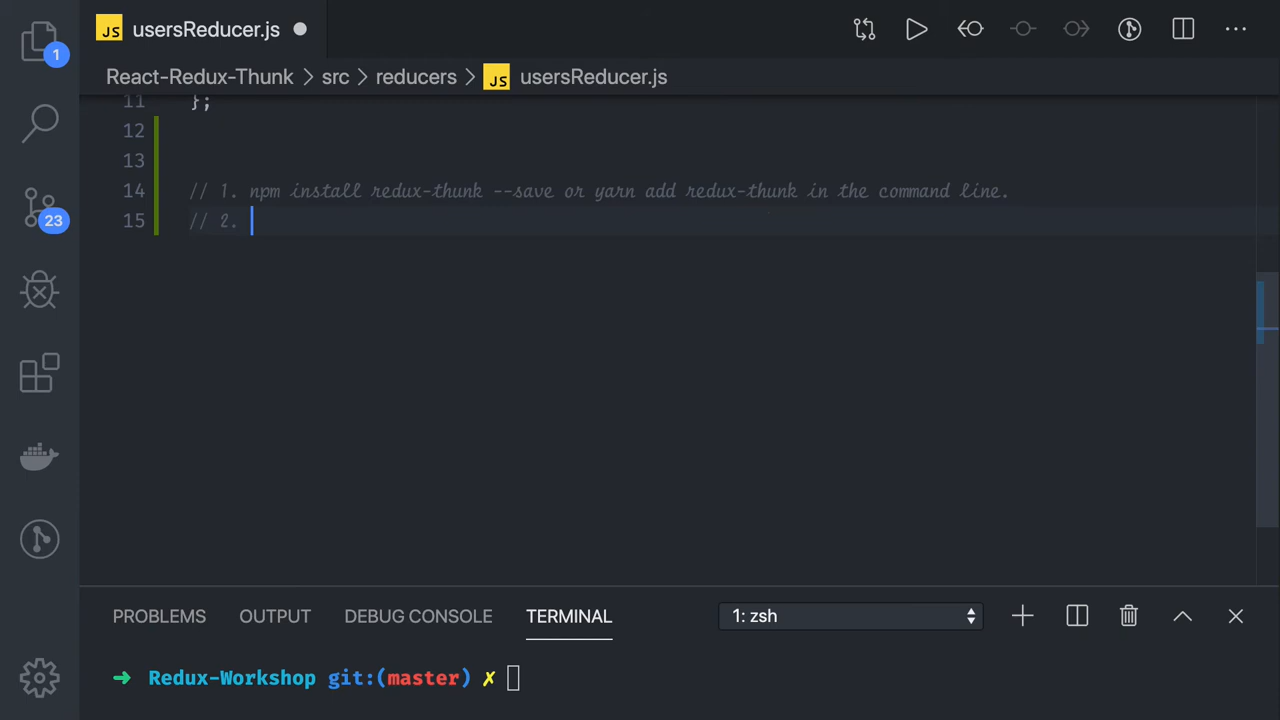 JS usersReducer.js
1
React-Redux-Thunk > src > reducers > JS usersReducer.js
11 };
12
13
14 // 1. npm install redux-thunk --save or yarn add redux-thunk in the command line.
15 // 2.
23
PROBLEMS OUTPUT DEBUG CONSOLE TERMINAL 1: zsh
➜ Redux-Workshop git:(master) ✗